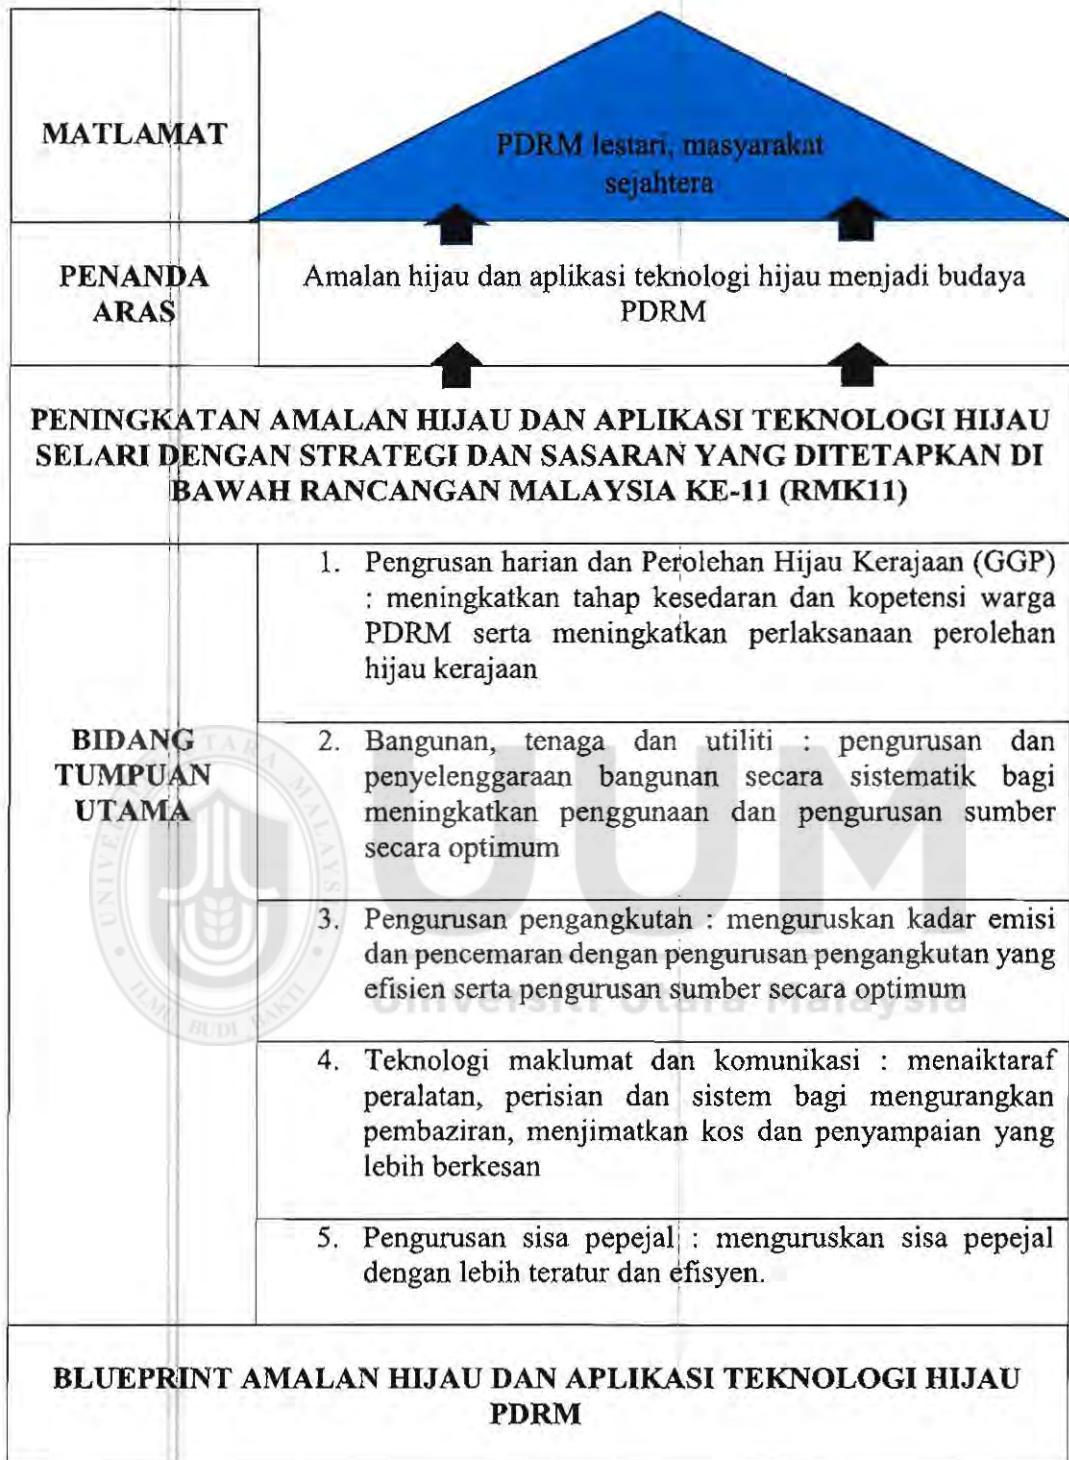 MATLAMAT
PDRM lestari, masyarakat
sejahtera
PENANDA
ARAS
Amalan hijau dan aplikasi teknologi hijau menjadi budaya
PDRM
PENINGKATAN AMALAN HIJAU DAN APLIKASI TEKNOLOGI HIJAU
SELARI DENGAN STRATEGI DAN SASARAN YANG DITETAPKAN DI
BAWAH RANCANGAN MALAYSIA KE-11 (RMK11)
BIDANG
TUMPUAN
UTAMA
1. Pengrusan harian dan Perolehan Hijau Kerajaan (GGP)
: meningkatkan tahap kesedaran dan kopetensi warga
PDRM serta meningkatkan perlaksanaan perolehan
hijau kerajaan
2. Bangunan, tenaga dan utiliti : pengurusan dan
penyelenggaraan bangunan secara sistematik bagi
meningkatkan penggunaan dan pengurusan sumber
secara optimum
3. Pengurusan pengangkutan : menguruskan kadar emisi
dan pencemaran dengan pengurusan pengangkutan yang
efisien serta pengurusan sumber secara optimum
4. Teknologi maklumat dan komunikasi : menaiktaraf
peralatan, perisian dan sistem bagi mengurangkan
pembaziran, menjimatkan kos dan penyampaian yang
lebih berkesan
5. Pengurusan sisa pepejal : menguruskan sisa pepejal
dengan lebih teratur dan efisyen.
BLUEPRINT AMALAN HIJAU DAN APLIKASI TEKNOLOGI HIJAU
PDRM
UUM
Universiti Utara Malaysia
ILMU BUDI BAKTI